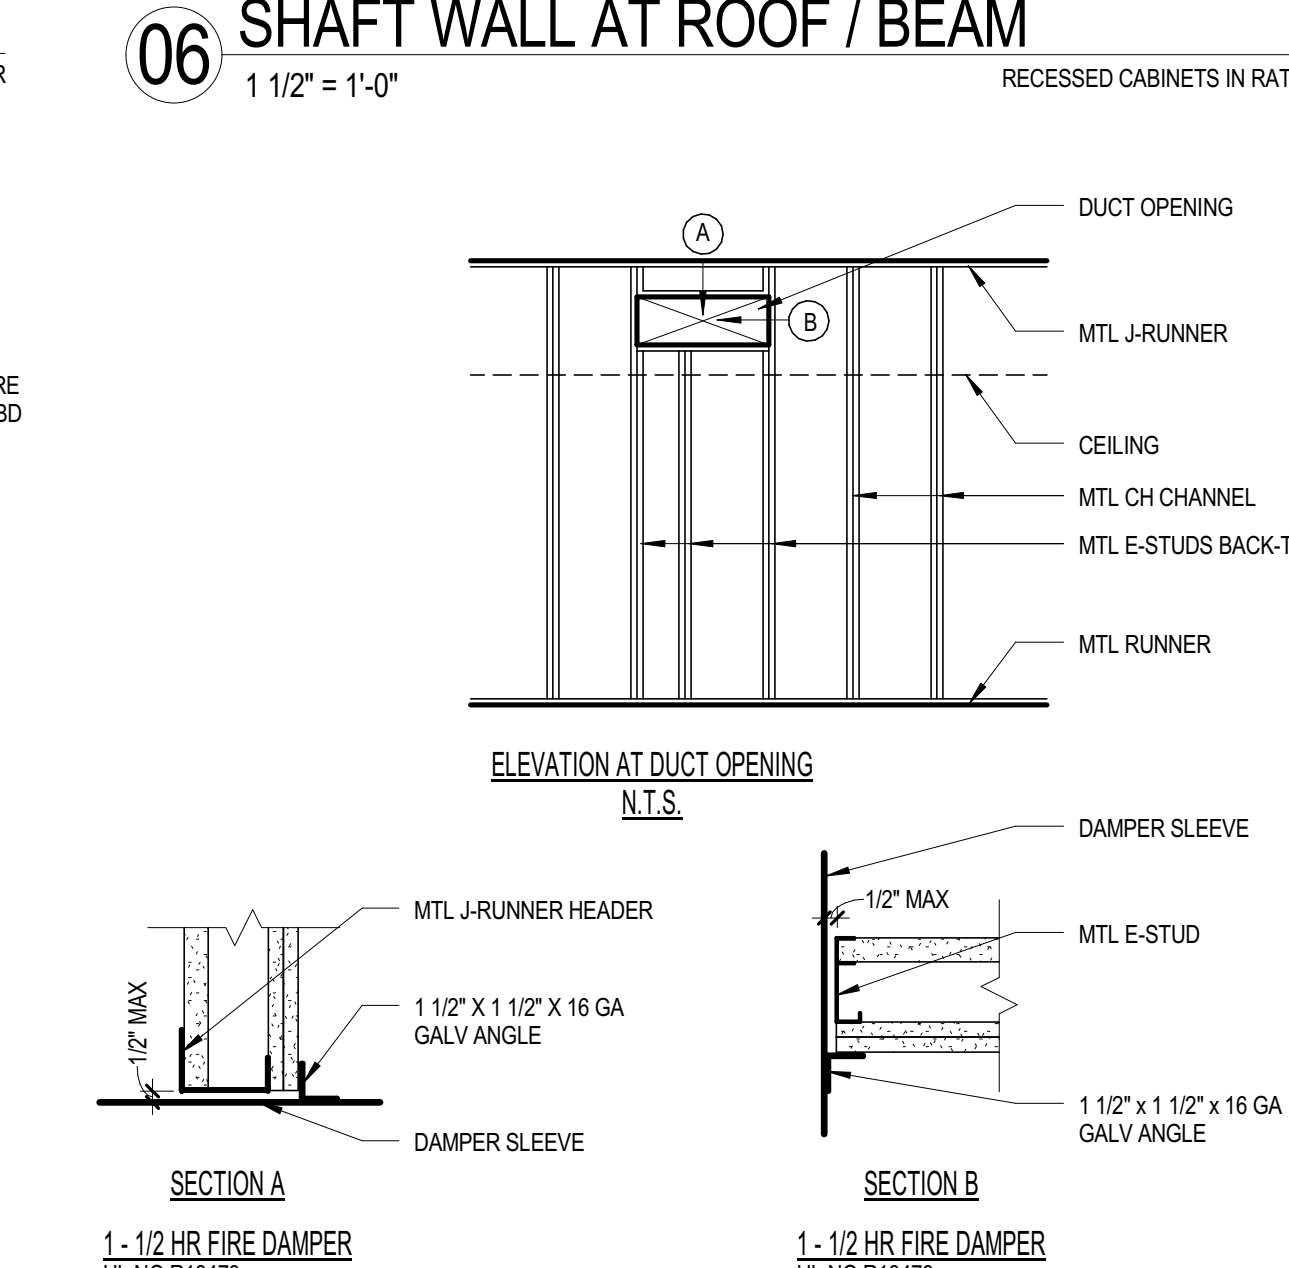 06 SHAFT WALL AT ROOF / BEAM
1 1/2" = 1'-0"
RECESSED CABINETS IN
R
RE
BD
A
B
DUCT OPENING
MTL J-RUNNER
CEILING
MTL CH CHANNEL
MTL E-STUDS
MTL RUNNER
ELEVATION AT DUCT OPENING
N.T.S.
MTL J-RUNNER HEADER
1/2" MAX
1 1/2" X 1 1/2" X 16 GA
GALV ANGLE
DAMPER SLEEVE
SECTION A
1 - 1/2 HR FIRE DAMPER
DAMPER SLEEVE
1/2" MAX
MTL E-STUD
1 1/2" x 1 1/2" x 16 GA
GALV ANGLE
SECTION B
1 - 1/2 HR FIRE DAMPER